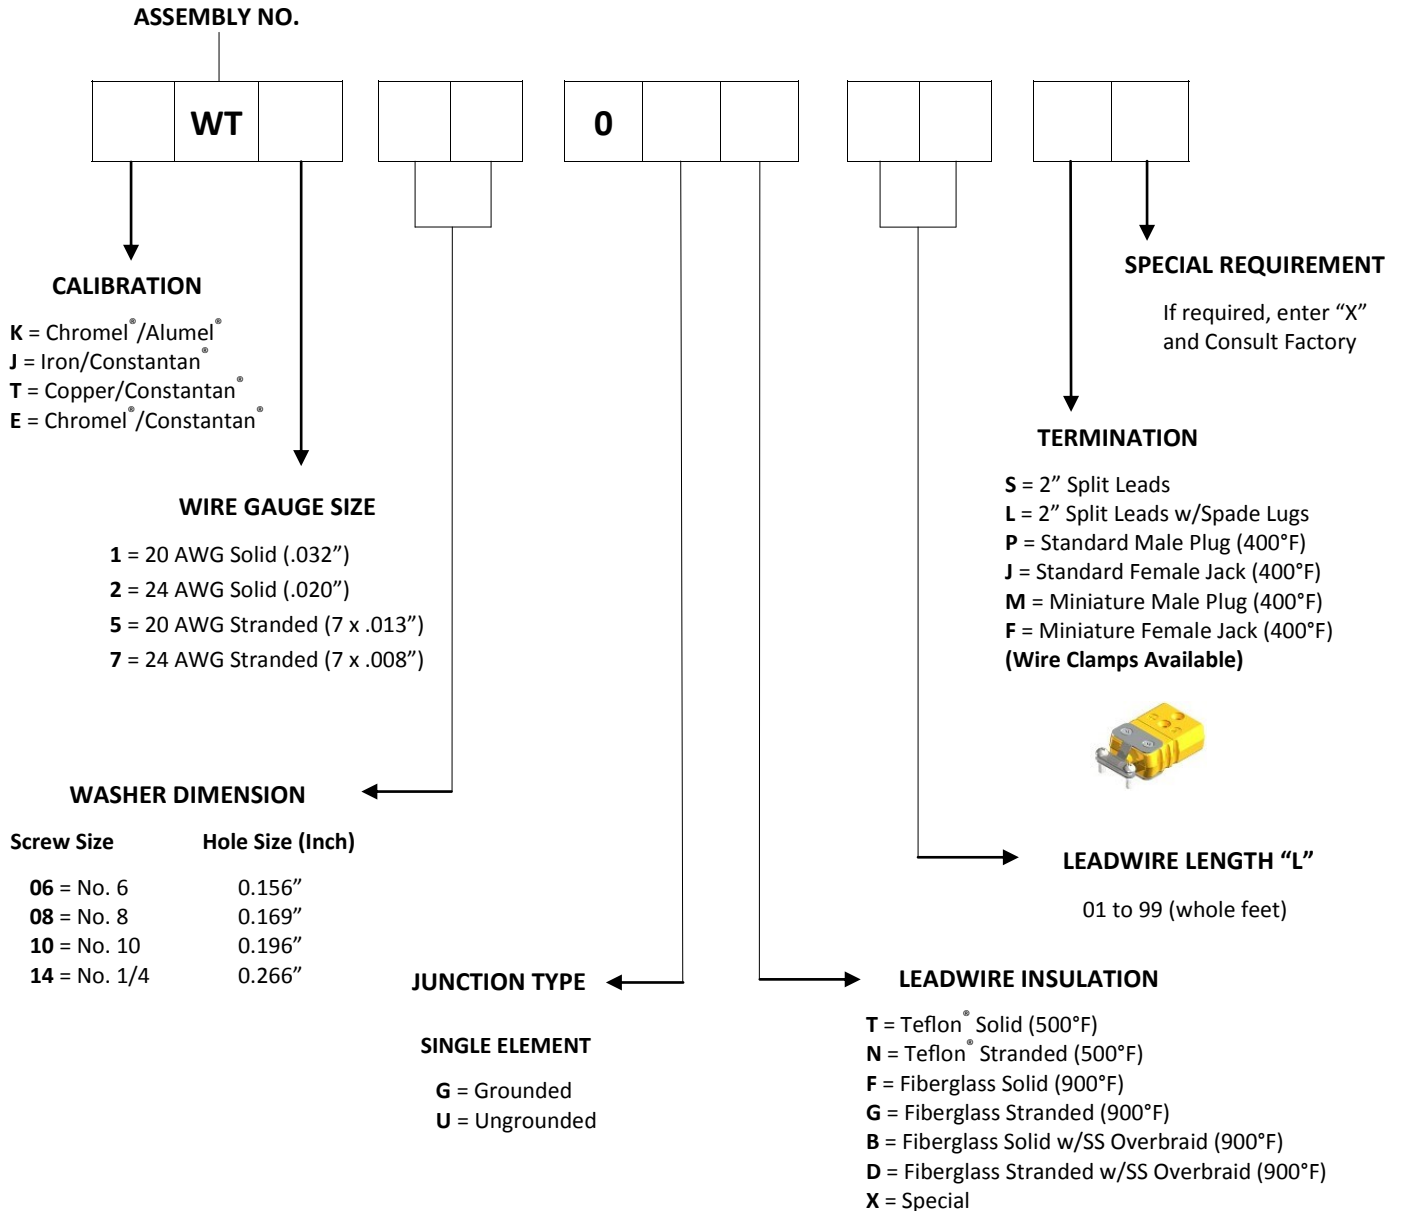 ASSEMBLY NO.
WT
0
CALIBRATION
K = Chromel®/Alumel®
J = Iron/Constantan®
T = Copper/Constantan®
E = Chromel®/Constantan®
WIRE GAUGE SIZE
1 = 20 AWG Solid (.032”)
2 = 24 AWG Solid (.020”)
5 = 20 AWG Stranded (7 x .013”)
7 = 24 AWG Stranded (7 x .008”)
WASHER DIMENSION
Screw Size Hole Size (Inch)
06 = No. 6 0.156”
08 = No. 8 0.169”
10 = No. 10 0.196”
14 = No. 1/4 0.266”
JUNCTION TYPE
SINGLE ELEMENT
G = Grounded
U = Ungrounded
SPECIAL REQUIREMENT
If required, enter “X”
and Consult Factory
TERMINATION
S = 2” Split Leads
L = 2” Split Leads w/Spade Lugs
P = Standard Male Plug (400°F)
J = Standard Female Jack (400°F)
M = Miniature Male Plug (400°F)
F = Miniature Female Jack (400°F)
(Wire Clamps Available)
LEADWIRE LENGTH “L”
01 to 99 (whole feet)
LEADWIRE INSULATION
T = Teflon® Solid (500°F)
N = Teflon® Stranded (500°F)
F = Fiberglass Solid (900°F)
G = Fiberglass Stranded (900°F)
B = Fiberglass Solid w/SS Overbraid (900°F)
D = Fiberglass Stranded w/SS Overbraid (900°F)
X = Special